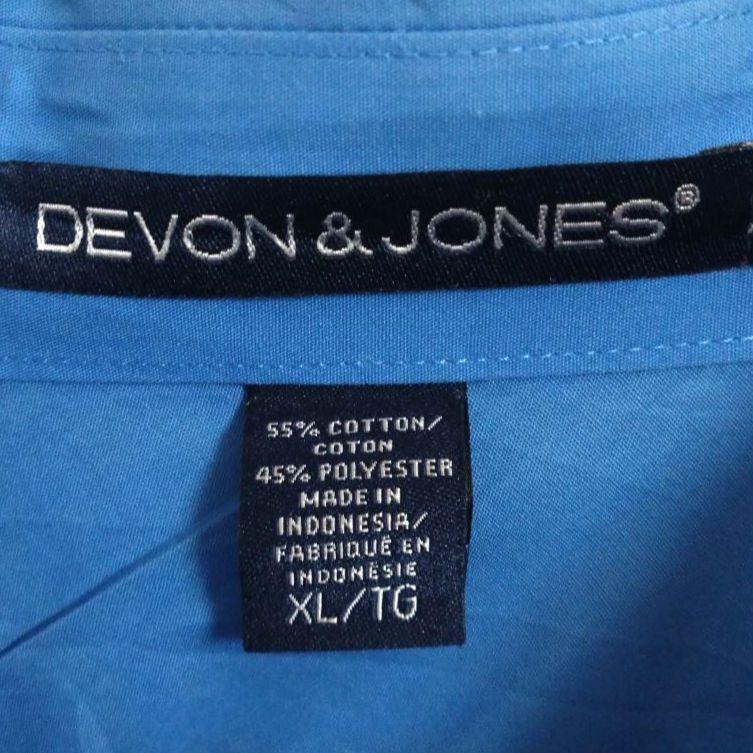 DEVON & JONES®
55% COTTON/
COTON
45% POLYESTER
MADE IN
INDONESIA/
FABRIQUÉ EN
INDONÉSIE
XL/TG